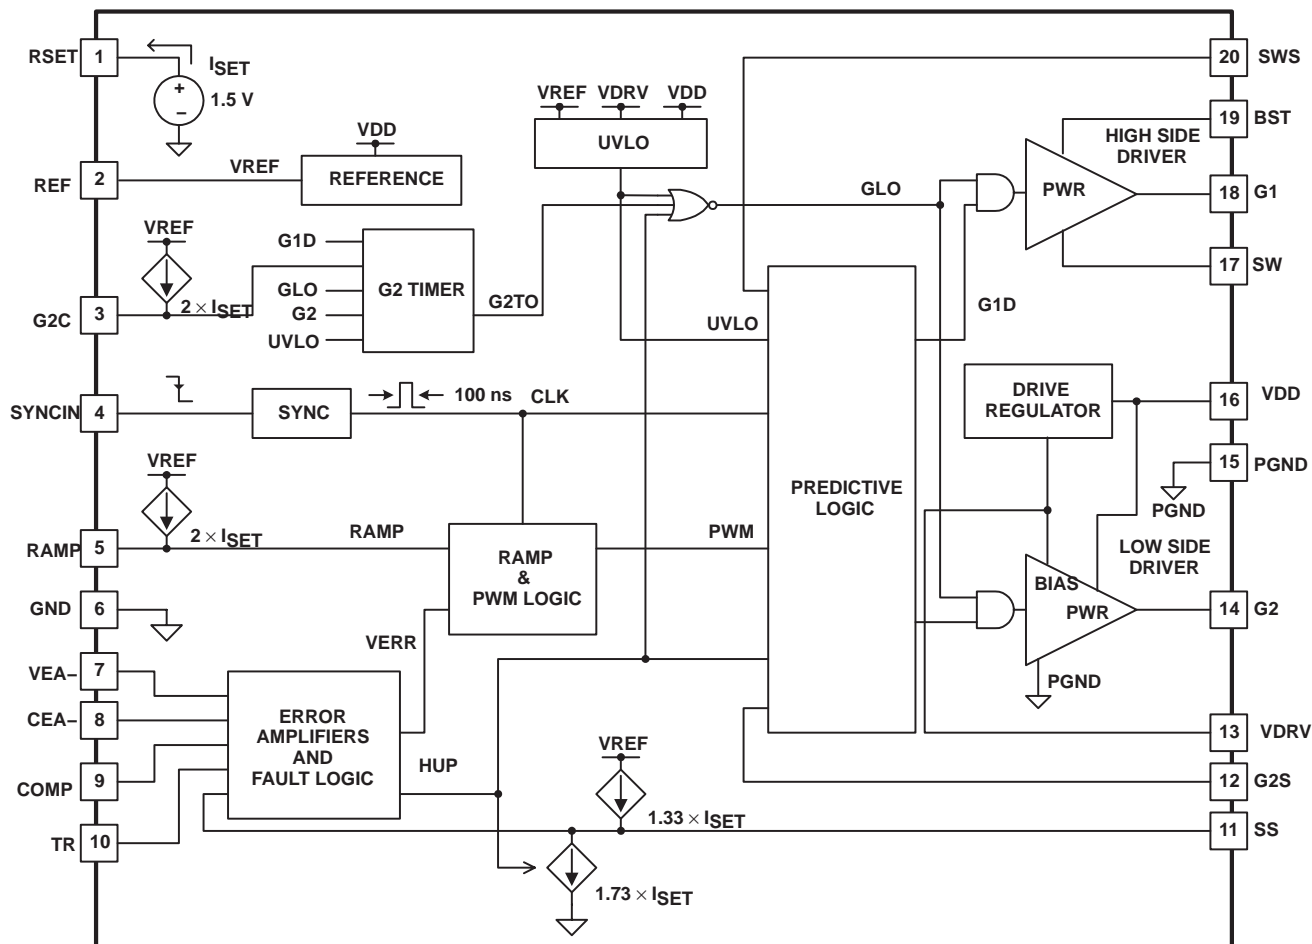 RSET
1
ISET
+
−
1.5 V
20
SWS
VREF
VDRV
VDD
UVLO
19
BST
HIGH SIDE
DRIVER
VDD
REF
2
VREF
REFERENCE
GLO
PWR
18
G1
VREF
G1D
GLO
G2
UVLO
G2 TIMER
G2TO
17
SW
G2C
3
2 × ISET
UVLO
G1D
SYNCIN
4
SYNC
100 ns
CLK
DRIVE
REGULATOR
16
VDD
VREF
15
PGND
PGND
PREDICTIVE
LOGIC
RAMP
5
2 × ISET
RAMP
RAMP
&
PWM LOGIC
PWM
LOW SIDE
DRIVER
BIAS
PWR
GND
6
14
G2
VERR
VEA−
7
PGND
CEA−
8
ERROR
AMPLIFIERS
AND
FAULT LOGIC
HUP
VREF
13
VDRV
COMP
9
12
G2S
1.33 × ISET
TR
10
11
SS
1.73 × ISET